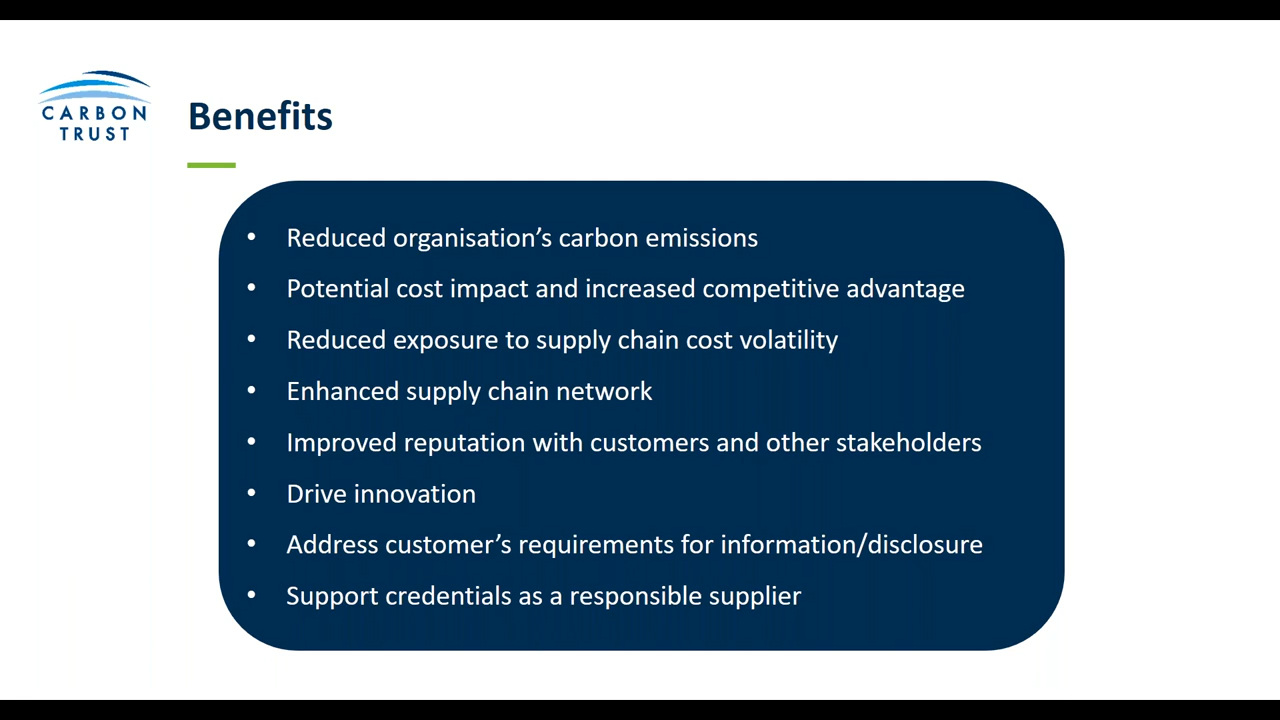 CARBON
TRUST
Benefits
• Reduced organisation’s carbon emissions
• Potential cost impact and increased competitive advantage
• Reduced exposure to supply chain cost volatility
• Enhanced supply chain network
• Improved reputation with customers and other stakeholders
• Drive innovation
• Address customer’s requirements for information/disclosure
• Support credentials as a responsible supplier